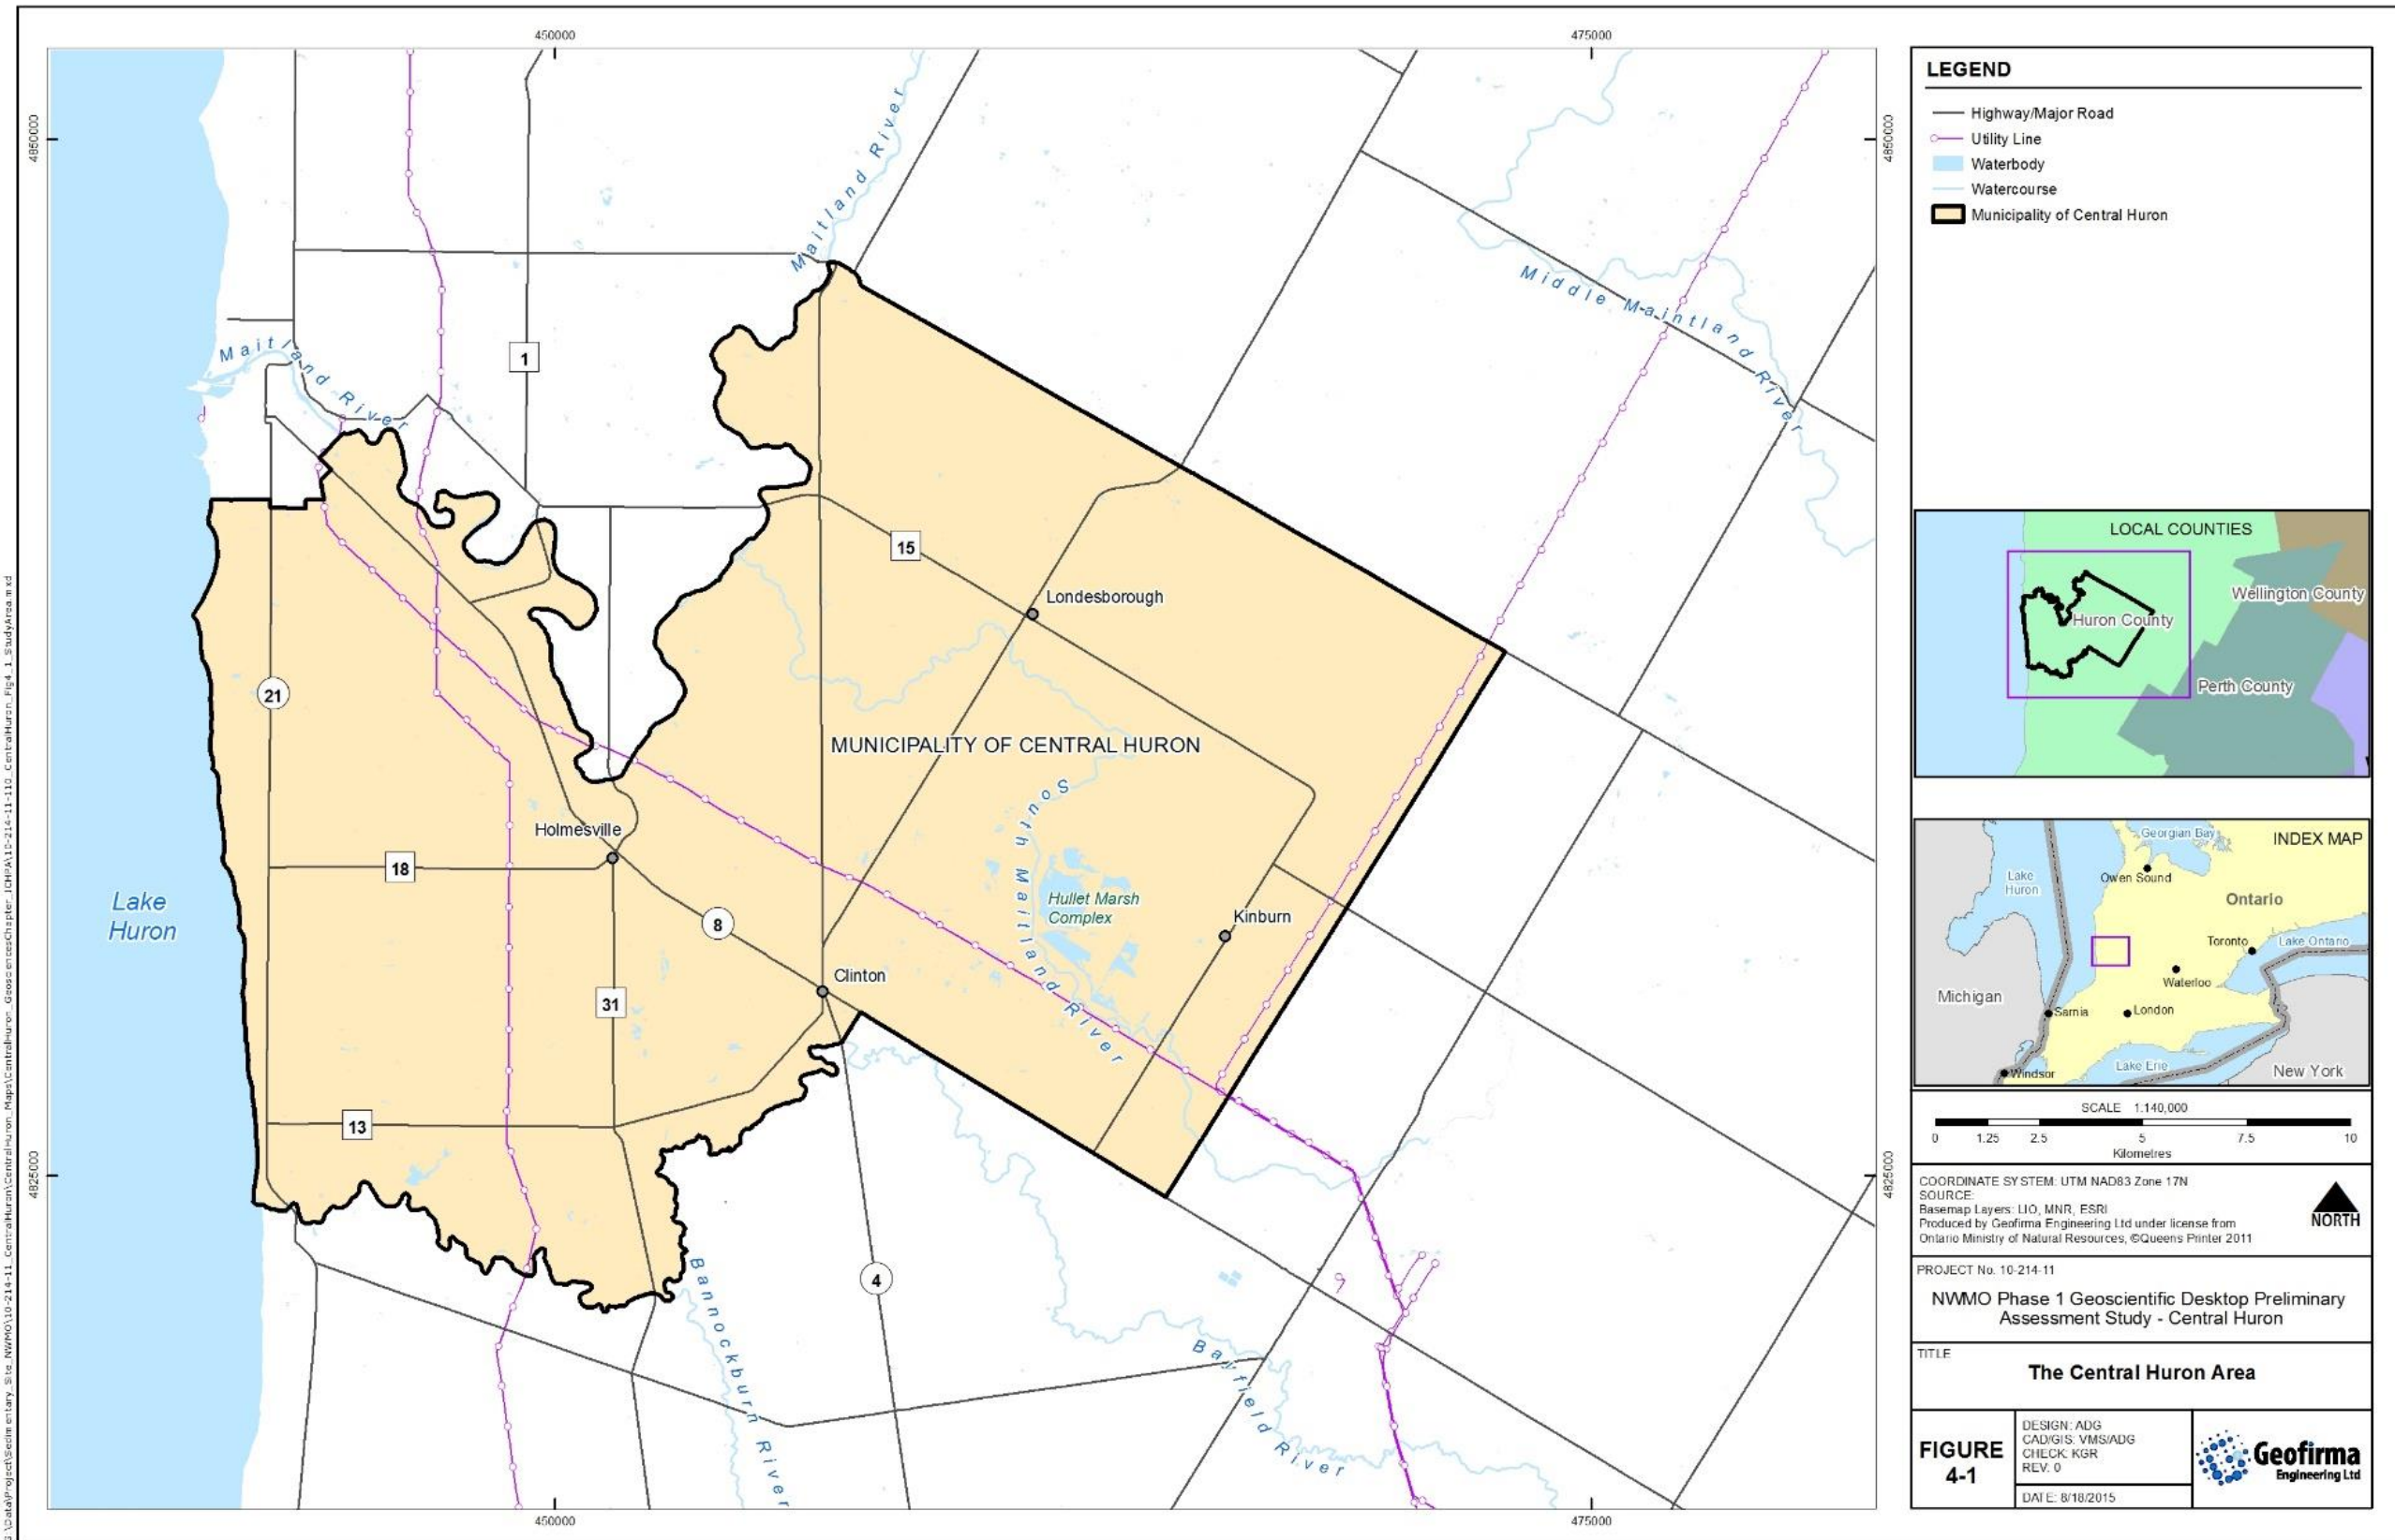 450000
475000
4850000
4850000
Maitland River
Middle Maintland River
Maitland River
1
15
Londesborough
21
MUNICIPALITY OF CENTRAL HURON
South Maitland River
Holmesville
18
Hullet Marsh
Complex
Kinburn
Lake
Huron
8
Clinton
31
13
4825000
4825000
4
Bannockburn River
Bayfield River
450000
475000
LEGEND
Highway/Major Road
Utility Line
Waterbody
Watercourse
Municipality of Central Huron
LOCAL COUNTIES
Wellington County
Huron County
Perth County
INDEX MAP
Georgian Bay
Lake
Huron
Owen Sound
Ontario
Toronto
Lake Ontario
Waterloo
Michigan
Sarnia
London
Lake Erie
Windsor
New York
SCALE 1:140,000
0 1.25 2.5 5 7.5 10
Kilometres
COORDINATE SYSTEM: UTM NAD83 Zone 17N
SOURCE:
Basemap Layers: LIO, MNR, ESRI
Produced by Geofirma Engineering Ltd under license from
Ontario Ministry of Natural Resources, ©Queens Printer 2011
NORTH
PROJECT No. 10-214-11
NWMO Phase 1 Geoscientific Desktop Preliminary
Assessment Study - Central Huron
TITLE
The Central Huron Area
FIGURE
4-1
DESIGN: ADG
CAD/GIS: VMS/ADG
CHECK: KGR
REV: 0
DATE: 8/18/2015
Geofirma
Engineering Ltd